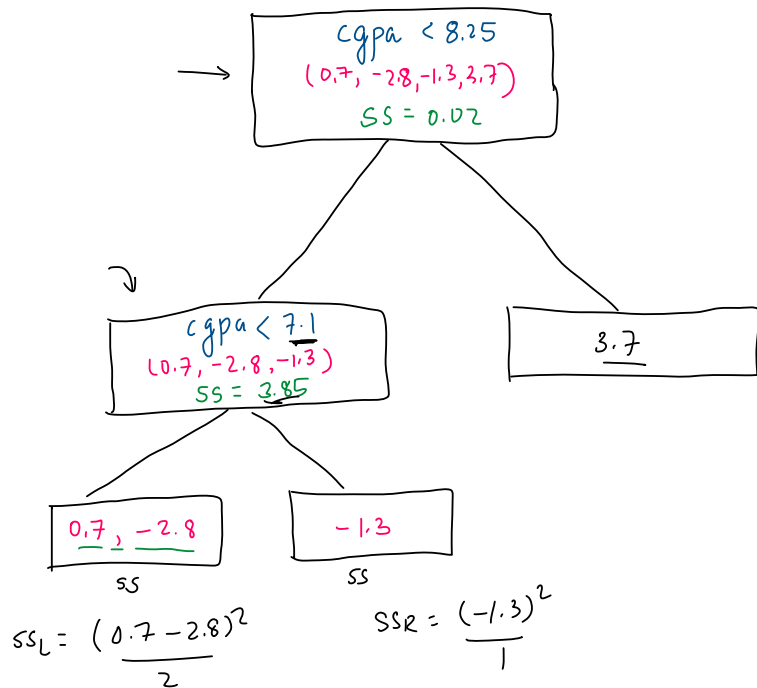 cgpa < 8.25
(0.7, -2.8, -1.3, 3.7)
SS = 0.02
cgpa < 7.1
(0.7, -2.8, -1.3)
SS = 3.85
3.7
0.7, -2.8
-1.3
SS
SS
SSL = (0.7 - 2.8)² / 2
SSR = (-1.3)² / 1